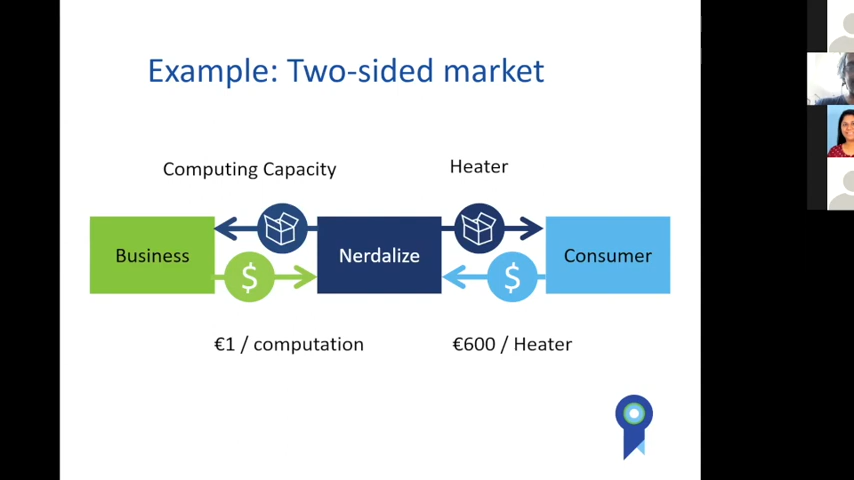 Example: Two-sided market
Computing Capacity
Heater
Business
Nerdalize
Consumer
$
$
€1 / computation
€600 / Heater